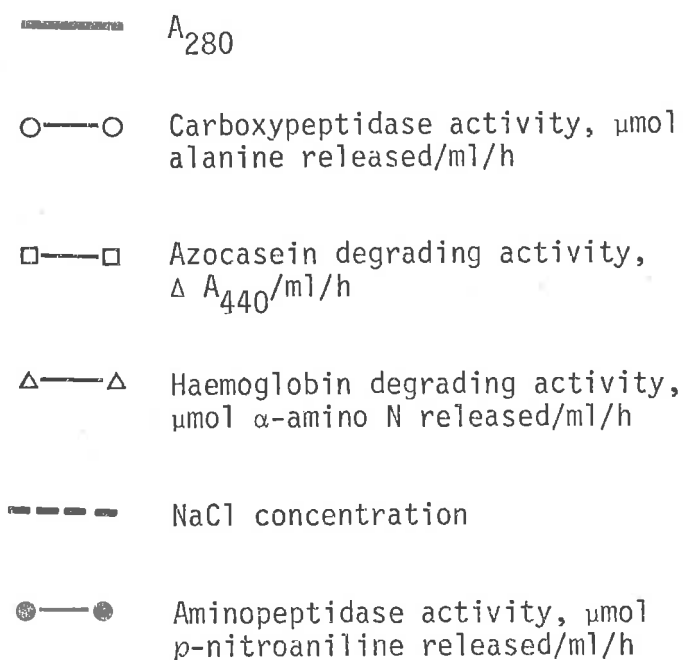 A280
Carboxypeptidase activity, μmol
alanine released/ml/h
Azocasein degrading activity,
Δ A440/ml/h
Haemoglobin degrading activity,
μmol α-amino N released/ml/h
NaCl concentration
Aminopeptidase activity, μmol
p-nitroaniline released/ml/h